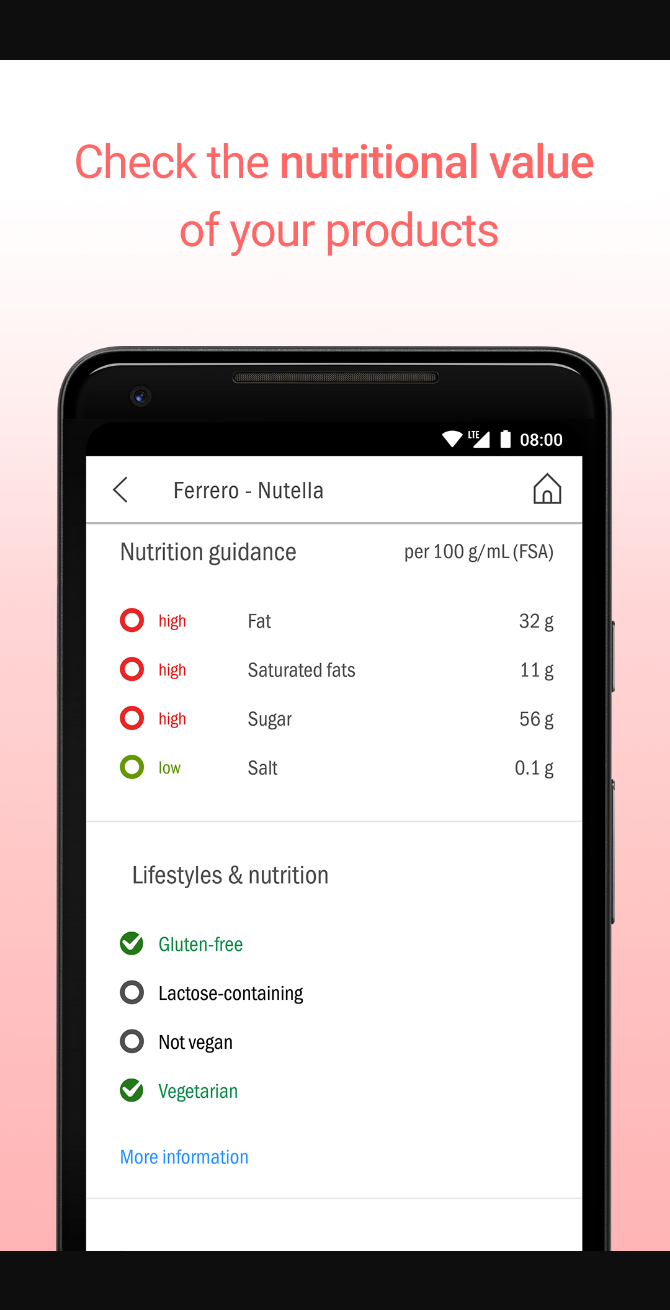 Check the nutritional value
of your products
LTE 08:00
Ferrero - Nutella
Nutrition guidance per 100 g/mL (FSA)
high Fat 32 g
high Saturated fats 11 g
high Sugar 56 g
low Salt 0.1 g
Lifestyles & nutrition
Gluten-free
Lactose-containing
Not vegan
Vegetarian
More information